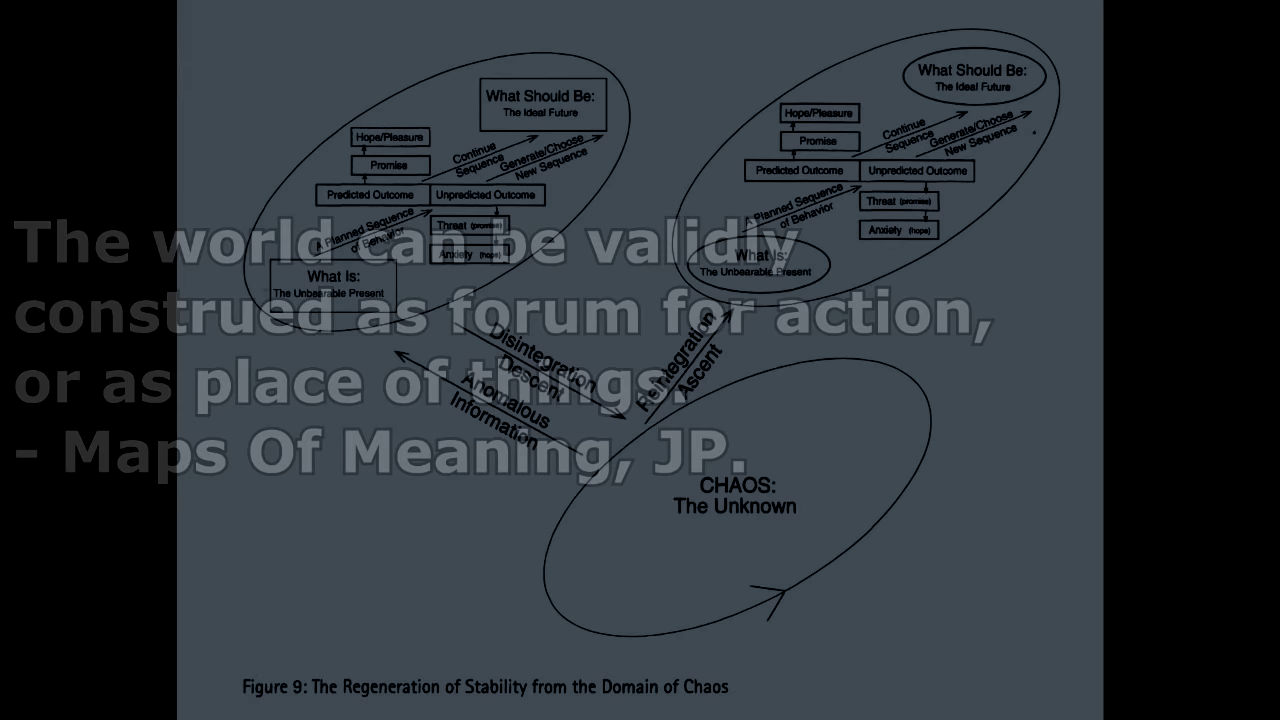 What Should Be:
The Ideal Future
Hope/Pleasure
Promise
Continue
Sequence
Generate/Choose
New Sequence
Predicted Outcome
Unpredicted Outcome
A Planned Sequence
of Behavior
Threat (promise)
Anxiety (hope)
What Is:
The Unbearable Present
What Should Be:
The Ideal Future
Hope/Pleasure
Promise
Continue
Sequence
Generate/Choose
New Sequence
Predicted Outcome
Unpredicted Outcome
A Planned Sequence
of Behavior
Threat (promise)
Anxiety (hope)
What Is:
The Unbearable Present
The world can be validly
construed as forum for action,
or as place of things.
- Maps Of Meaning, JP.
Disintegration
Descent
Anomalous
Information
Reintegration
Ascent
CHAOS:
The Unknown
Figure 9: The Regeneration of Stability from the Domain of Chaos